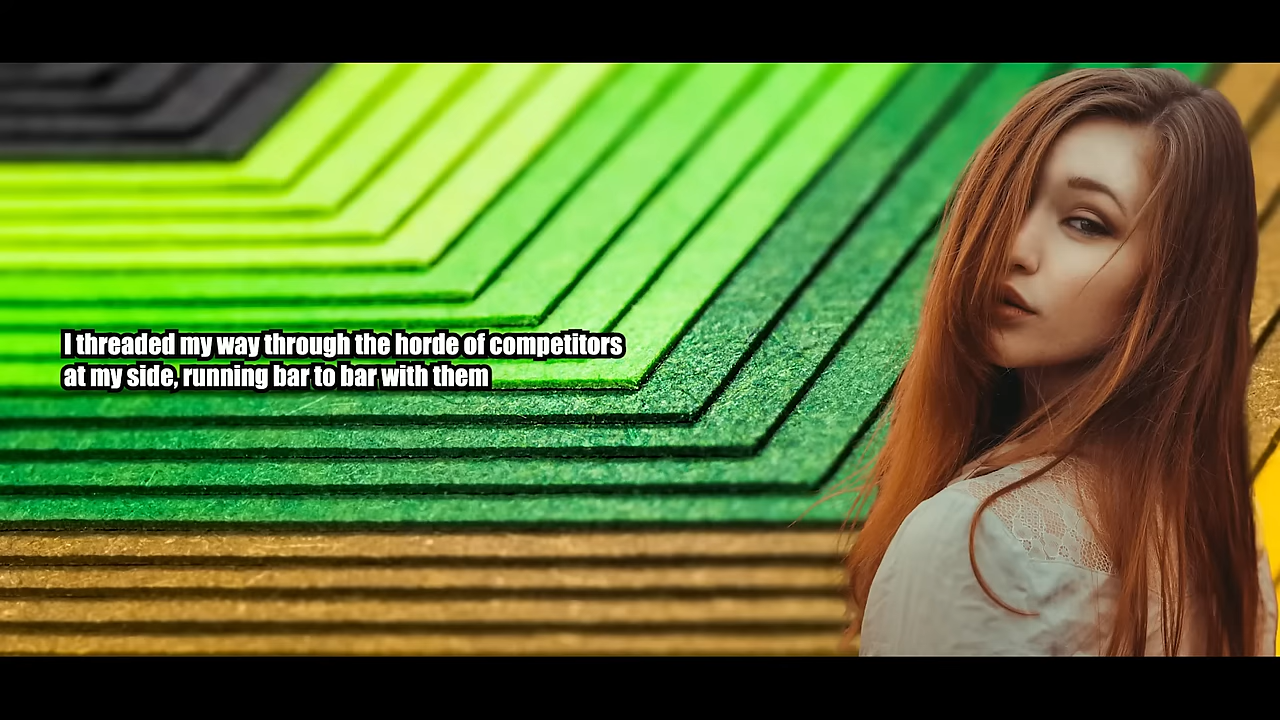 I threaded my way through the horde of competitors
at my side, running bar to bar with them